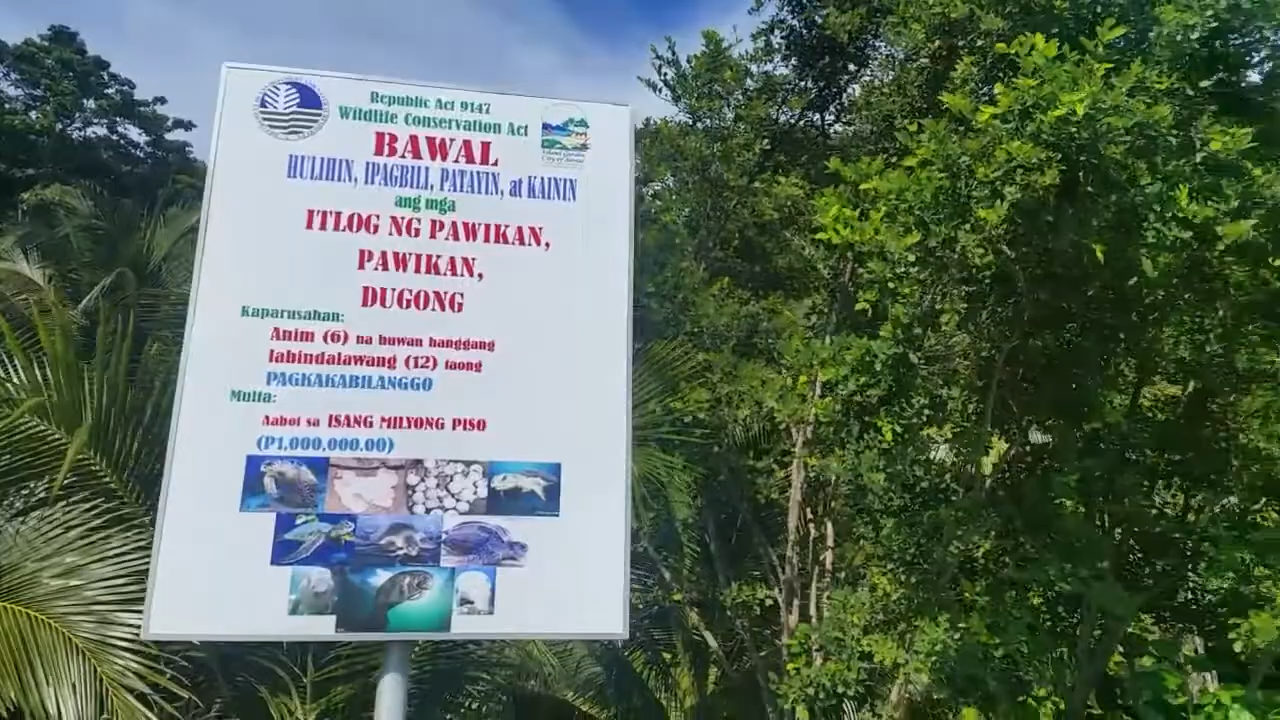 Republic Act 9147
Wildlife Conservation Act
BAWAL
HULIHIN, IPAGBILI, PATAYIN, at KAININ
ang mga
ITLOG NG PAWIKAN,
PAWIKAN,
DUGONG
Kaparusahan:
Anim (6) na buwan hanggang
labindalawang (12) taong
PAGKAKABILANGGO
Multa:
Aabot sa ISANG MILYONG PISO
(P1,000,000.00)